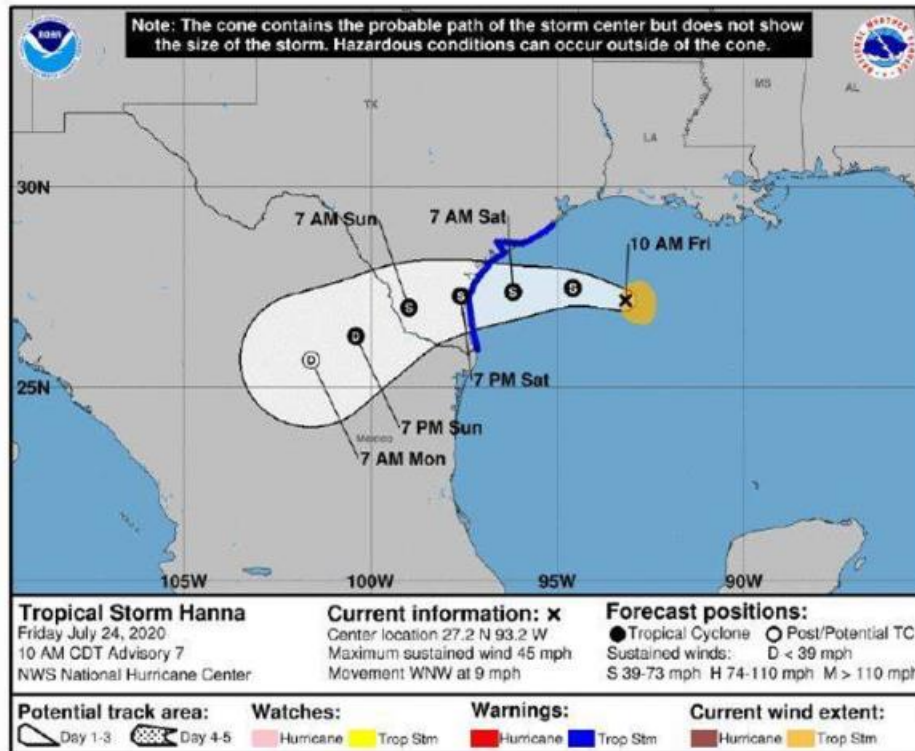 Note: The cone contains the probable path of the storm center but does not show
the size of the storm. Hazardous conditions can occur outside of the cone.
NOAA
TX
MS
AL
LA
30N
7 AM Sun
7 AM Sat
10 AM Fri
25N
7 PM Sat
S
S
S
S
D
D
7 PM Sun
Mexico
7 AM Mon
105W
100W
95W
90W
Tropical Storm Hanna
Friday July 24, 2020
10 AM CDT Advisory 7
NWS National Hurricane Center
Current information: x
Center location 27.2 N 93.2 W
Maximum sustained wind 45 mph
Movement WNW at 9 mph
Forecast positions:
Tropical Cyclone Post/Potential TC
Sustained winds: D < 39 mph
S 39-73 mph H 74-110 mph M > 110 mph
Potential track area:
Day 1-3 Day 4-5
Watches:
Hurricane Trop Stm
Warnings:
Hurricane Trop Stm
Current wind extent:
Hurricane Trop Stm